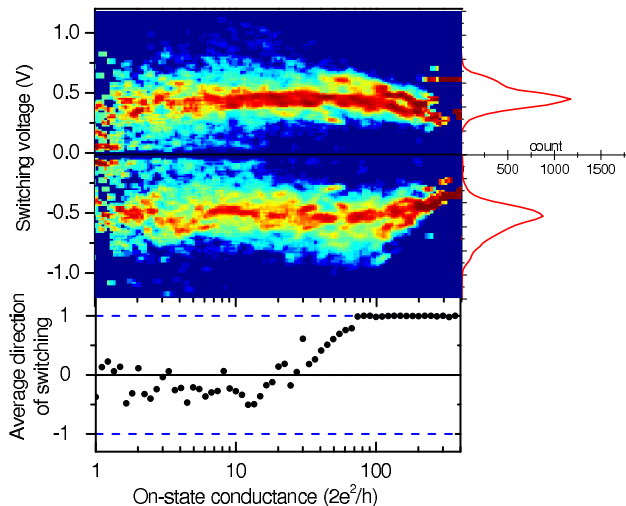 1.0
0.5
0.0
-0.5
-1.0
Switching voltage (V)
count
500 1000 1500
1
0
-1
Average direction
of switching
1 10 100
On-state conductance (2e²/h)